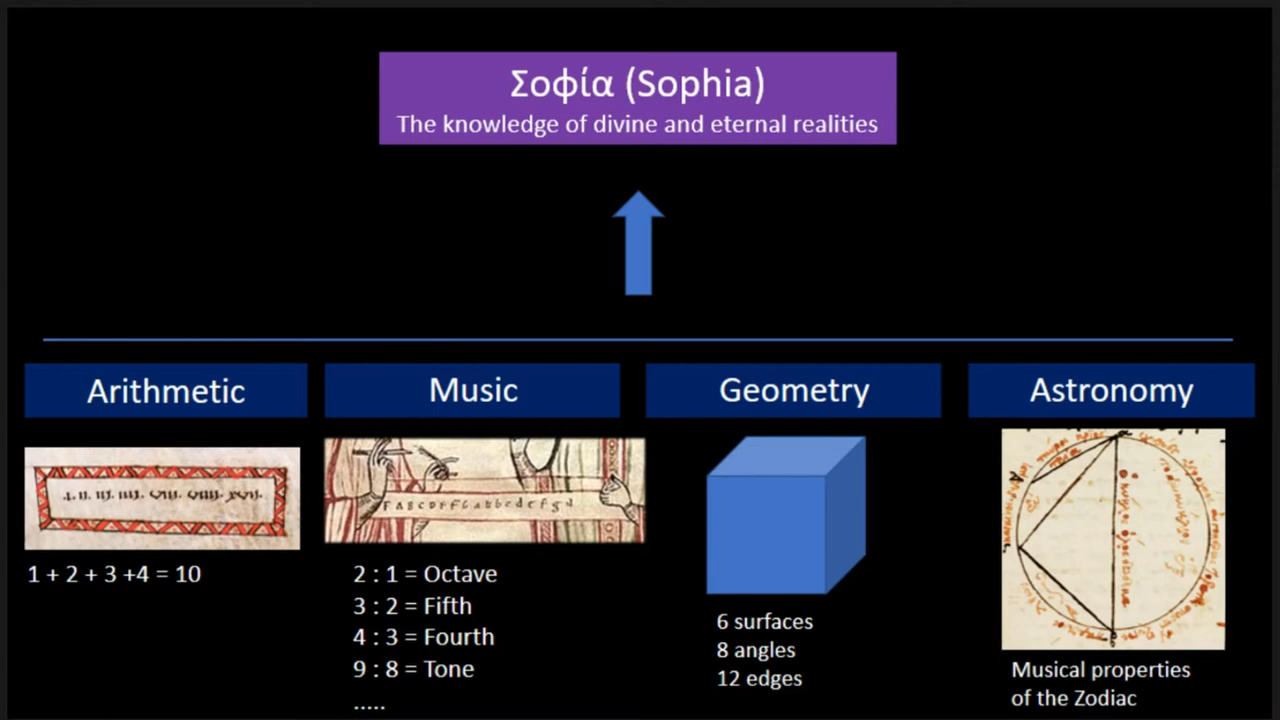 Σοφία (Sophia)
The knowledge of divine and eternal realities
Arithmetic
Music
Geometry
Astronomy
1 + 2 + 3 +4 = 10
2 : 1 = Octave
3 : 2 = Fifth
4 : 3 = Fourth
9 : 8 = Tone
.....
6 surfaces
8 angles
12 edges
Musical properties
of the Zodiac